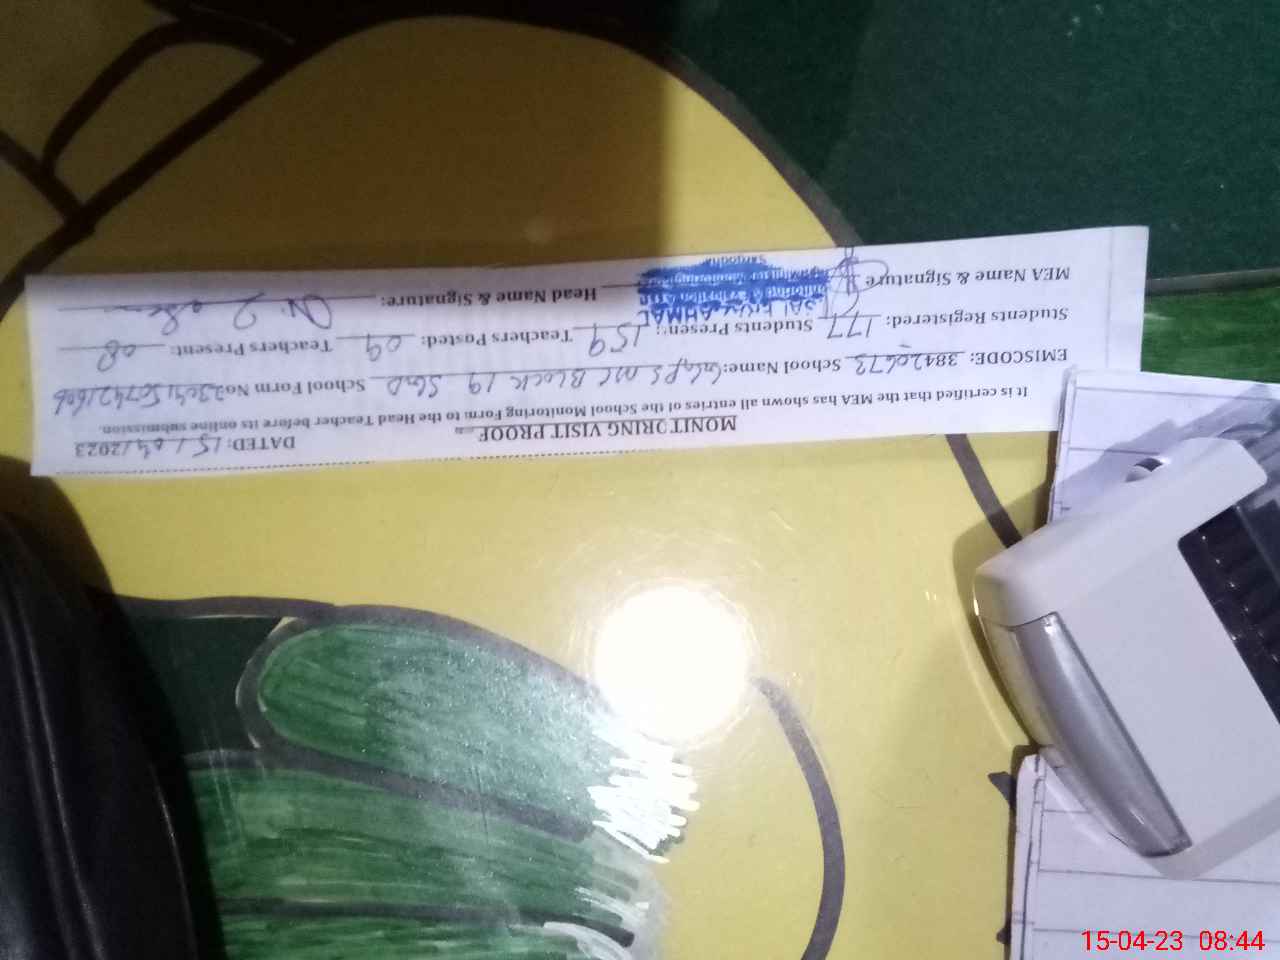 MONITORING VISIT PROOF
DATED: 15/04/2023
It is certified that the MEA has shown all entries of the School Monitoring Form to the Head Teacher before its online submission.
EMISCODE: 38420673 School Name: MC Block 19 SGD School Form No
Students Registered: 177 Students Present: 159 Teachers Posted: 09 Teachers Present: 08
MEA Name & Signature Head Name & Signature:
15-04-23 08:44